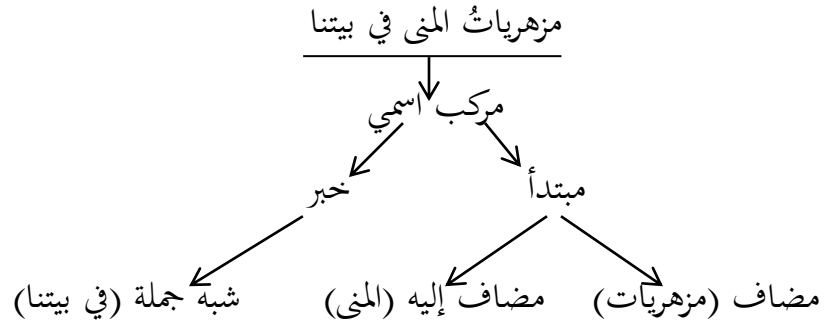 مزهرياتُ المنى في بيتنا
مركب اسمي
مبتدأ خبر
مضاف (مزهريات) مضاف إليه (المنى) شبه جملة (في بيتنا)